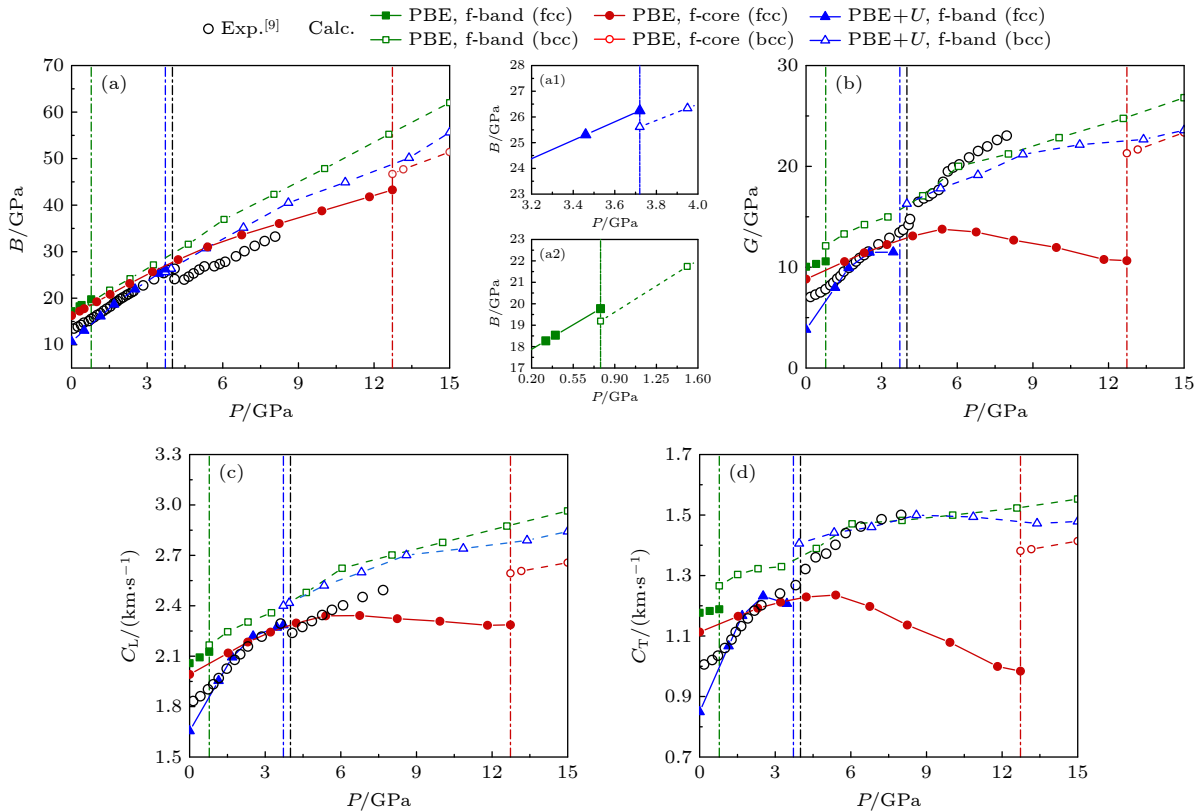 Exp.[9] Calc. PBE, f-band (fcc) PBE, f-core (fcc) PBE+U, f-band (fcc)
PBE, f-band (bcc) PBE, f-core (bcc) PBE+U, f-band (bcc)
(a)
B/GPa
70
60
50
40
30
20
10
0 3 6 9 12 15
P/GPa
(a1)
B/GPa
28
27
26
25
24
23
3.2 3.4 3.6 3.8 4.0
P/GPa
(a2)
B/GPa
23
22
21
20
19
18
17
0.20 0.55 0.90 1.25 1.60
P/GPa
(b)
G/GPa
30
20
10
0
0 3 6 9 12 15
P/GPa
(c)
CL/(km·s−1)
3.3
3.0
2.7
2.4
2.1
1.8
1.5
0 3 6 9 12 15
P/GPa
(d)
CT/(km·s−1)
1.7
1.5
1.3
1.1
0.9
0.7
0 3 6 9 12 15
P/GPa